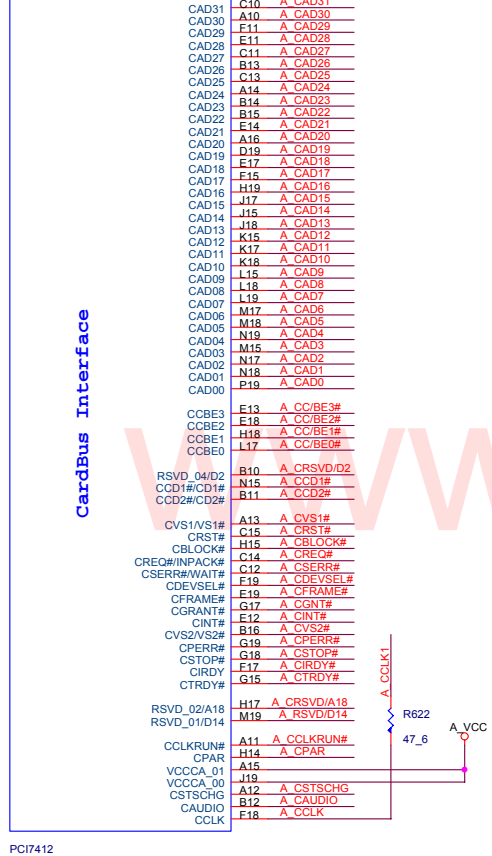 CAD31 C10 A_CAD31
CAD30 A10 A_CAD30
CAD29 F11 A_CAD29
CAD28 E11 A_CAD28
CAD27 C11 A_CAD27
CAD26 B13 A_CAD26
CAD25 C13 A_CAD25
CAD24 A14 A_CAD24
CAD23 B14 A_CAD23
CAD22 B15 A_CAD22
CAD21 E14 A_CAD21
CAD20 A16 A_CAD20
CAD19 D19 A_CAD19
CAD18 E17 A_CAD18
CAD17 F15 A_CAD17
CAD16 H19 A_CAD16
CAD15 J17 A_CAD15
CAD14 J15 A_CAD14
CAD13 J18 A_CAD13
CAD12 K15 A_CAD12
CAD11 K17 A_CAD11
CAD10 K18 A_CAD10
CAD09 L15 A_CAD9
CAD08 L18 A_CAD8
CAD07 L19 A_CAD7
CAD06 M17 A_CAD6
CAD05 M18 A_CAD5
CAD04 N19 A_CAD4
CAD03 M15 A_CAD3
CAD02 N17 A_CAD2
CAD01 N18 A_CAD1
CAD00 P19 A_CAD0
CardBus Interface
CCBE3 E13 A_CC/BE3#
CCBE2 E18 A_CC/BE2#
CCBE1 H18 A_CC/BE1#
CCBE0 L17 A_CC/BE0#
WW
RSVD_04/D2 B10 A_CRSVD/D2
CCD1#/CD1# N15 A_CCD1#
CCD2#/CD2# B11 A_CCD2#
CVS1/VS1# A13 A_CVS1#
CRST# C15 A_CRST#
CBLOCK# H15 A_CBLOCK#
CREQ#/INPACK# C14 A_CREQ#
CSERR#/WAIT# C12 A_CSERR#
CDEVSEL# F19 A_CDEVSEL#
CFRAME# E19 A_CFRAME#
CGRANT# G17 A_CGNT#
CINT# E12 A_CINT#
CVS2/VS2# B16 A_CVS2#
CPERR# G19 A_CPERR#
CSTOP# G18 A_CSTOP#
CIRDY F17 A_CIRDY#
CTRDY# G15 A_CTRDY#
A_CCLK1
RSVD_02/A18 H17 A_CRSVD/A18
RSVD_01/D14 M19 A_RSVD/D14
R622
47_6
A_VCC
CCLKRUN# A11 A_CCLKRUN#
CPAR H14 A_CPAR
VCCCA_01 A15
VCCCA_00 J19
CSTSCHG A12 A_CSTSCHG
CAUDIO B12 A_CAUDIO
CCLK F18 A_CCLK
PCI7412